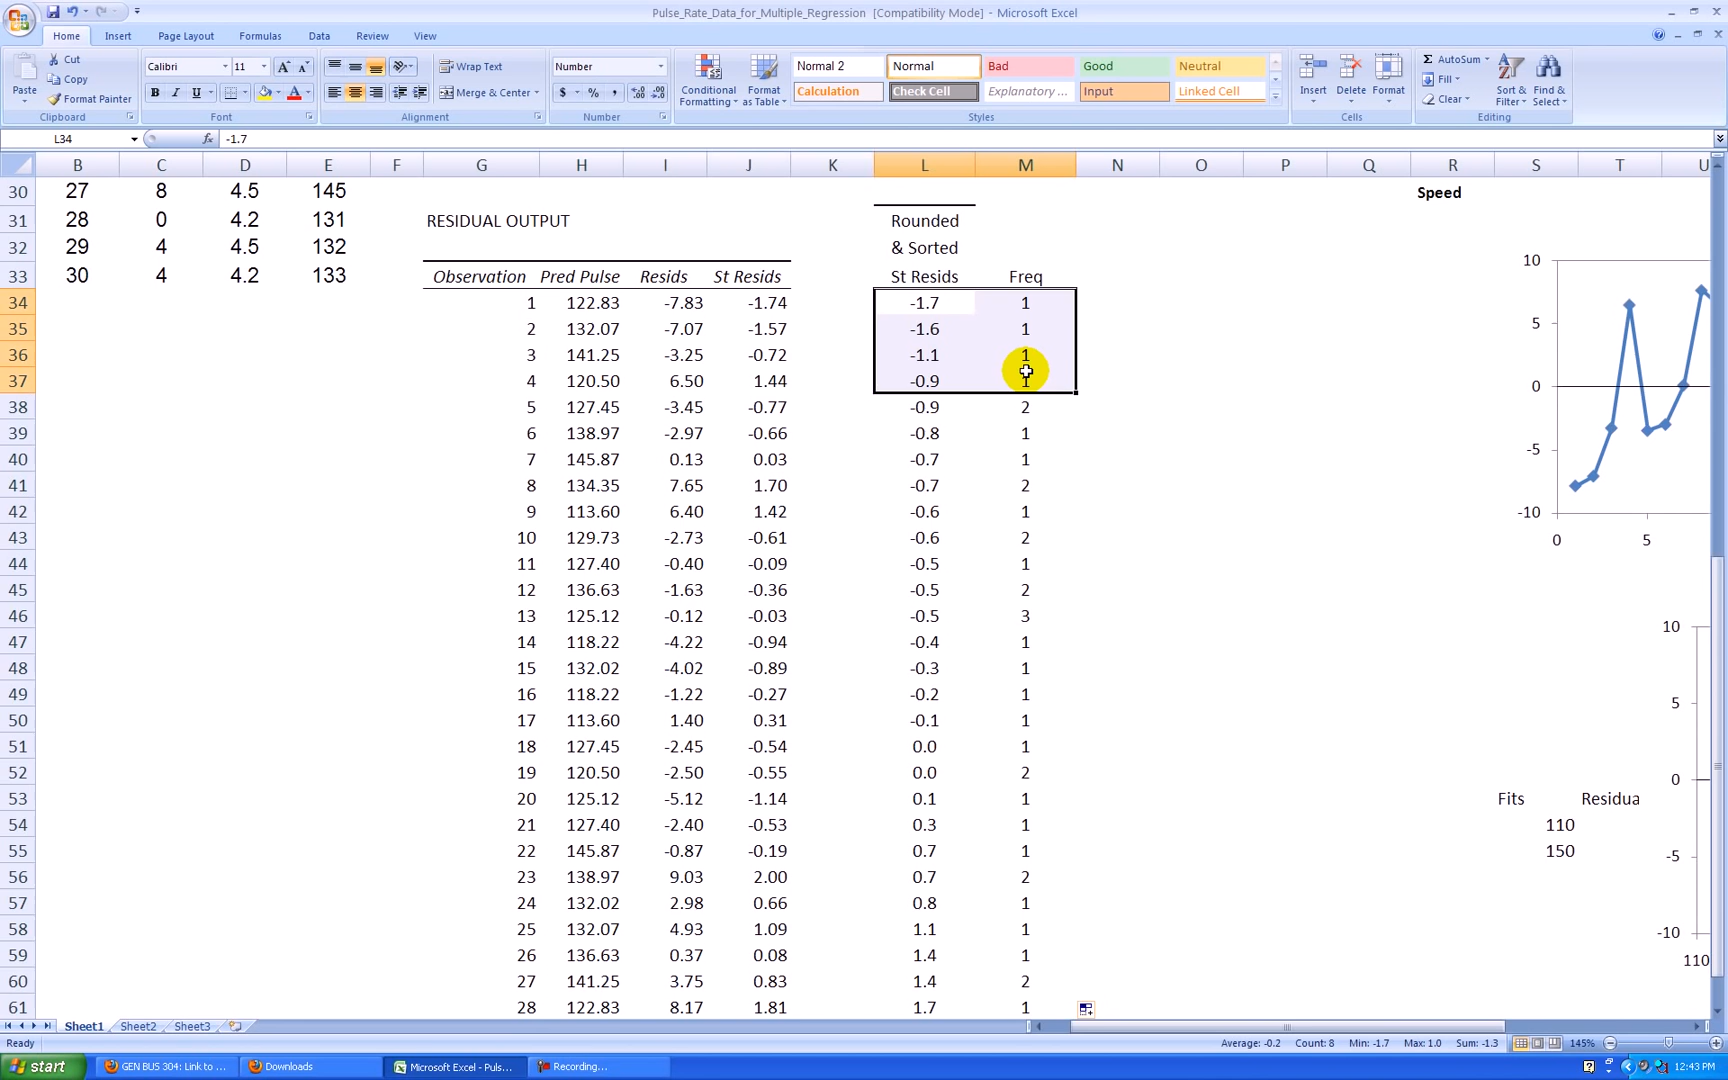 Pulse_Rate_Data_for_Multiple_Regression [Compatibility Mode] - Microsoft Excel
Home Insert Page Layout Formulas Data Review View
Paste Cut Copy Format Painter
Calibri 11
B I U
Wrap Text
Merge & Center
Number
$ % ,
Conditional Formatting Format as Table
Normal 2 Normal Bad Good Neutral
Calculation Check Cell Explanatory ... Input Linked Cell
Insert Delete Format
AutoSum Fill Clear
Sort & Filter Find & Select
Clipboard Font Alignment Number Styles Cells Editing
L34 fx -1.7
B C D E F G H I J K L M N O P Q R S T U
30 27 8 4.5 145 Speed
31 28 0 4.2 131 RESIDUAL OUTPUT Rounded
32 29 4 4.5 132 & Sorted
33 30 4 4.2 133 Observation Pred Pulse Resids St Resids St Resids Freq
34 1 122.83 -7.83 -1.74 -1.7 1
35 2 132.07 -7.07 -1.57 -1.6 1
36 3 141.25 -3.25 -0.72 -1.1 1
37 4 120.50 6.50 1.44 -0.9 1
38 5 127.45 -3.45 -0.77 -0.9 2
39 6 138.97 -2.97 -0.66 -0.8 1
40 7 145.87 0.13 0.03 -0.7 1
41 8 134.35 7.65 1.70 -0.7 2
42 9 113.60 6.40 1.42 -0.6 1
43 10 129.73 -2.73 -0.61 -0.6 2
44 11 127.40 -0.40 -0.09 -0.5 1
45 12 136.63 -1.63 -0.36 -0.5 2
46 13 125.12 -0.12 -0.03 -0.5 3
47 14 118.22 -4.22 -0.94 -0.4 1
48 15 132.02 -4.02 -0.89 -0.3 1
49 16 118.22 -1.22 -0.27 -0.2 1
50 17 113.60 1.40 0.31 -0.1 1
51 18 127.45 -2.45 -0.54 0.0 1
52 19 120.50 -2.50 -0.55 0.0 2
53 20 125.12 -5.12 -1.14 0.1 1 Fits Residua
54 21 127.40 -2.40 -0.53 0.3 1 110
55 22 145.87 -0.87 -0.19 0.7 1 150
56 23 138.97 9.03 2.00 0.7 2
57 24 132.02 2.98 0.66 0.8 1
58 25 132.07 4.93 1.09 1.1 1
59 26 136.63 0.37 0.08 1.4 1
60 27 141.25 3.75 0.83 1.4 2
61 28 122.83 8.17 1.81 1.7 1
10
5
0
-5
-10
0 5
10
5
0
-5
-10
110
Sheet1 Sheet2 Sheet3
Ready Average: -0.2 Count: 8 Min: -1.7 Max: 1.0 Sum: -1.3 145%
start GEN BUS 304: Link to ... Downloads Microsoft Excel - Puls... Recording... 12:43 PM